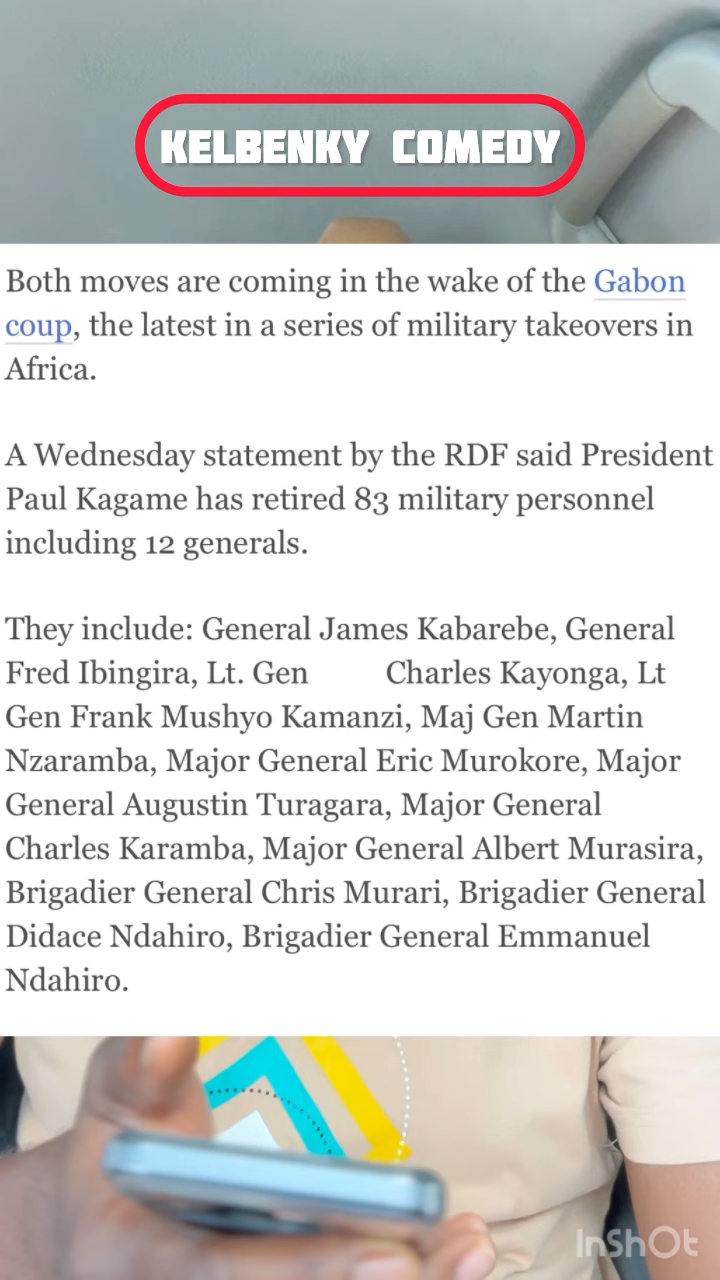 KELBENKY COMEDY
Both moves are coming in the wake of the Gabon
coup, the latest in a series of military takeovers in
Africa.
A Wednesday statement by the RDF said President
Paul Kagame has retired 83 military personnel
including 12 generals.
They include: General James Kabarebe, General
Fred Ibingira, Lt. Gen Charles Kayonga, Lt
Gen Frank Mushyo Kamanzi, Maj Gen Martin
Nzaramba, Major General Eric Murokore, Major
General Augustin Turagara, Major General
Charles Karamba, Major General Albert Murasira,
Brigadier General Chris Murari, Brigadier General
Didace Ndahiro, Brigadier General Emmanuel
Ndahiro.
InShOt